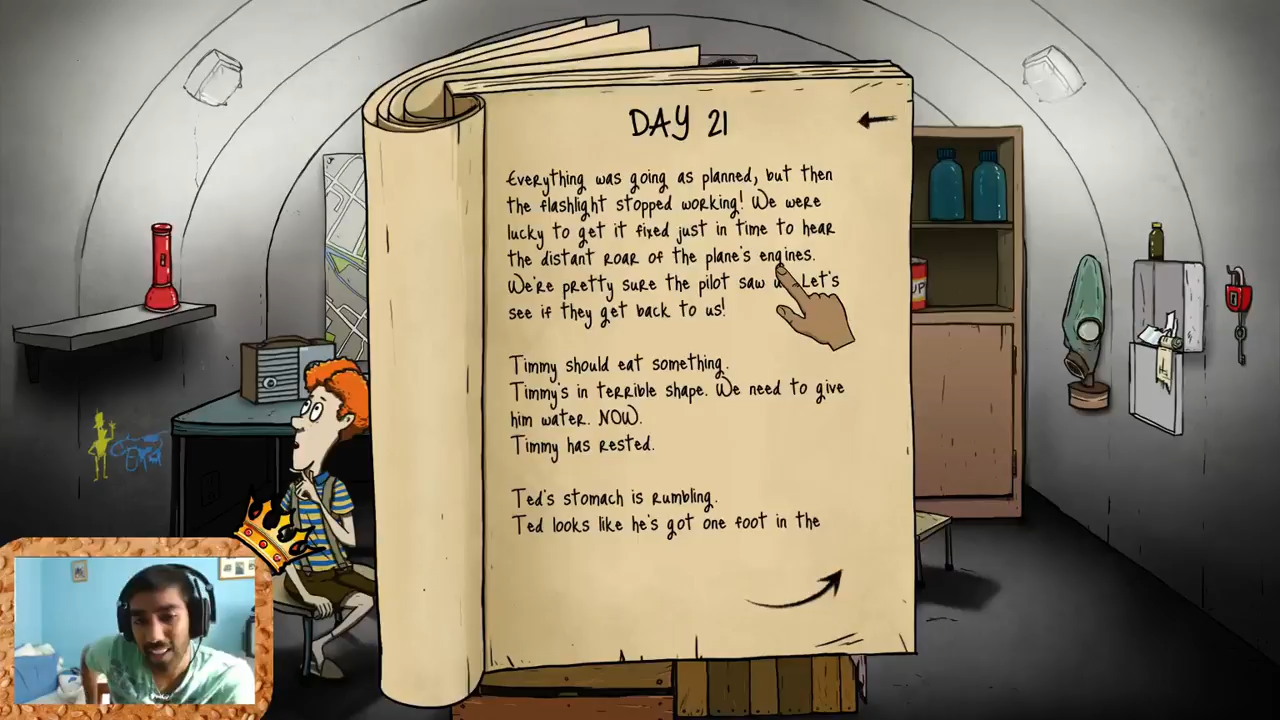 DAY 21
Everything was going as planned, but then
the flashlight stopped working! We were
lucky to get it fixed just in time to hear
the distant roar of the plane's engines.
We're pretty sure the pilot saw Let's
see if they get back to us!
Timmy should eat something.
Timmy's in terrible shape. We need to give
him water. NOW.
Timmy has rested.
Ted's stomach is rumbling.
Ted looks like he's got one foot in the
UP